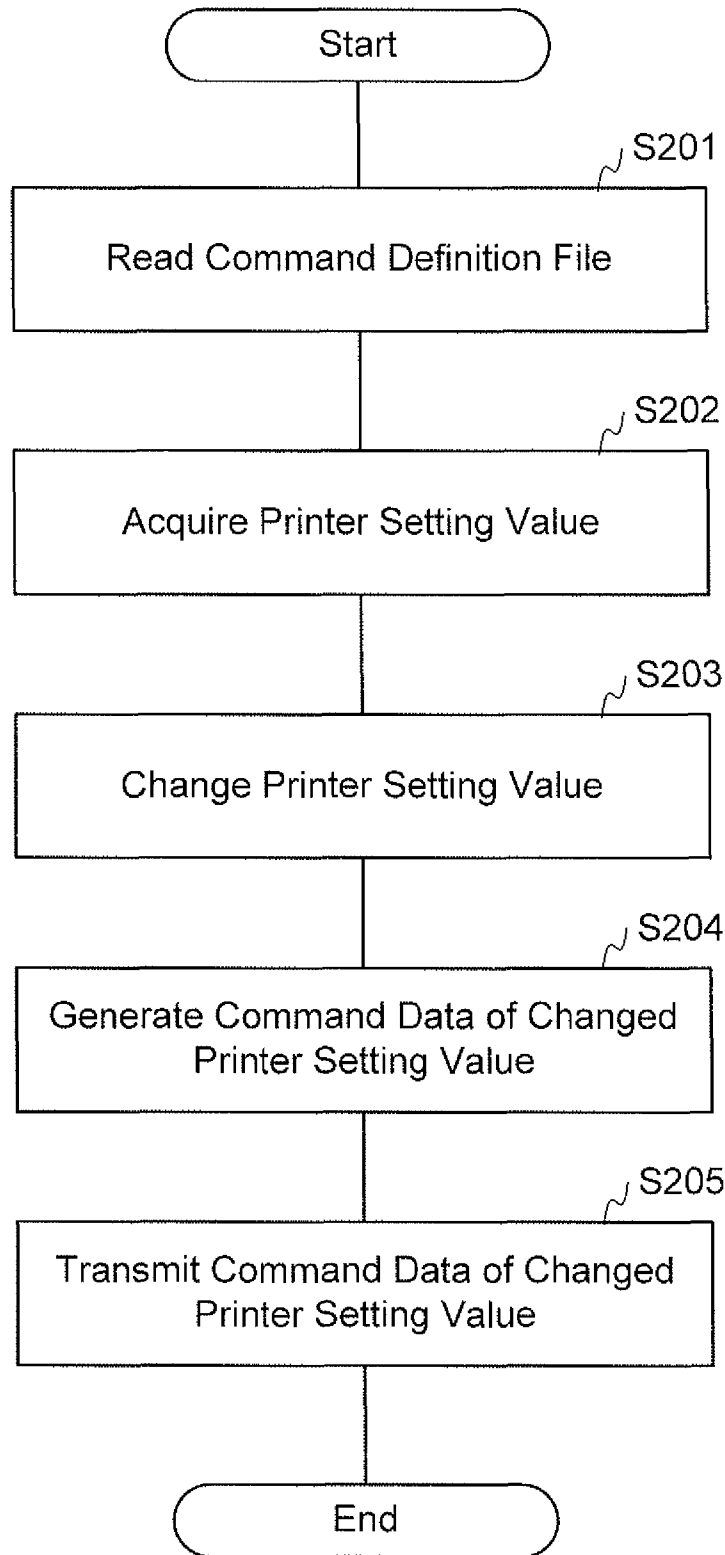 Start
S201
Read Command Definition File
S202
Acquire Printer Setting Value
S203
Change Printer Setting Value
S204
Generate Command Data of Changed
Printer Setting Value
S205
Transmit Command Data of Changed
Printer Setting Value
End